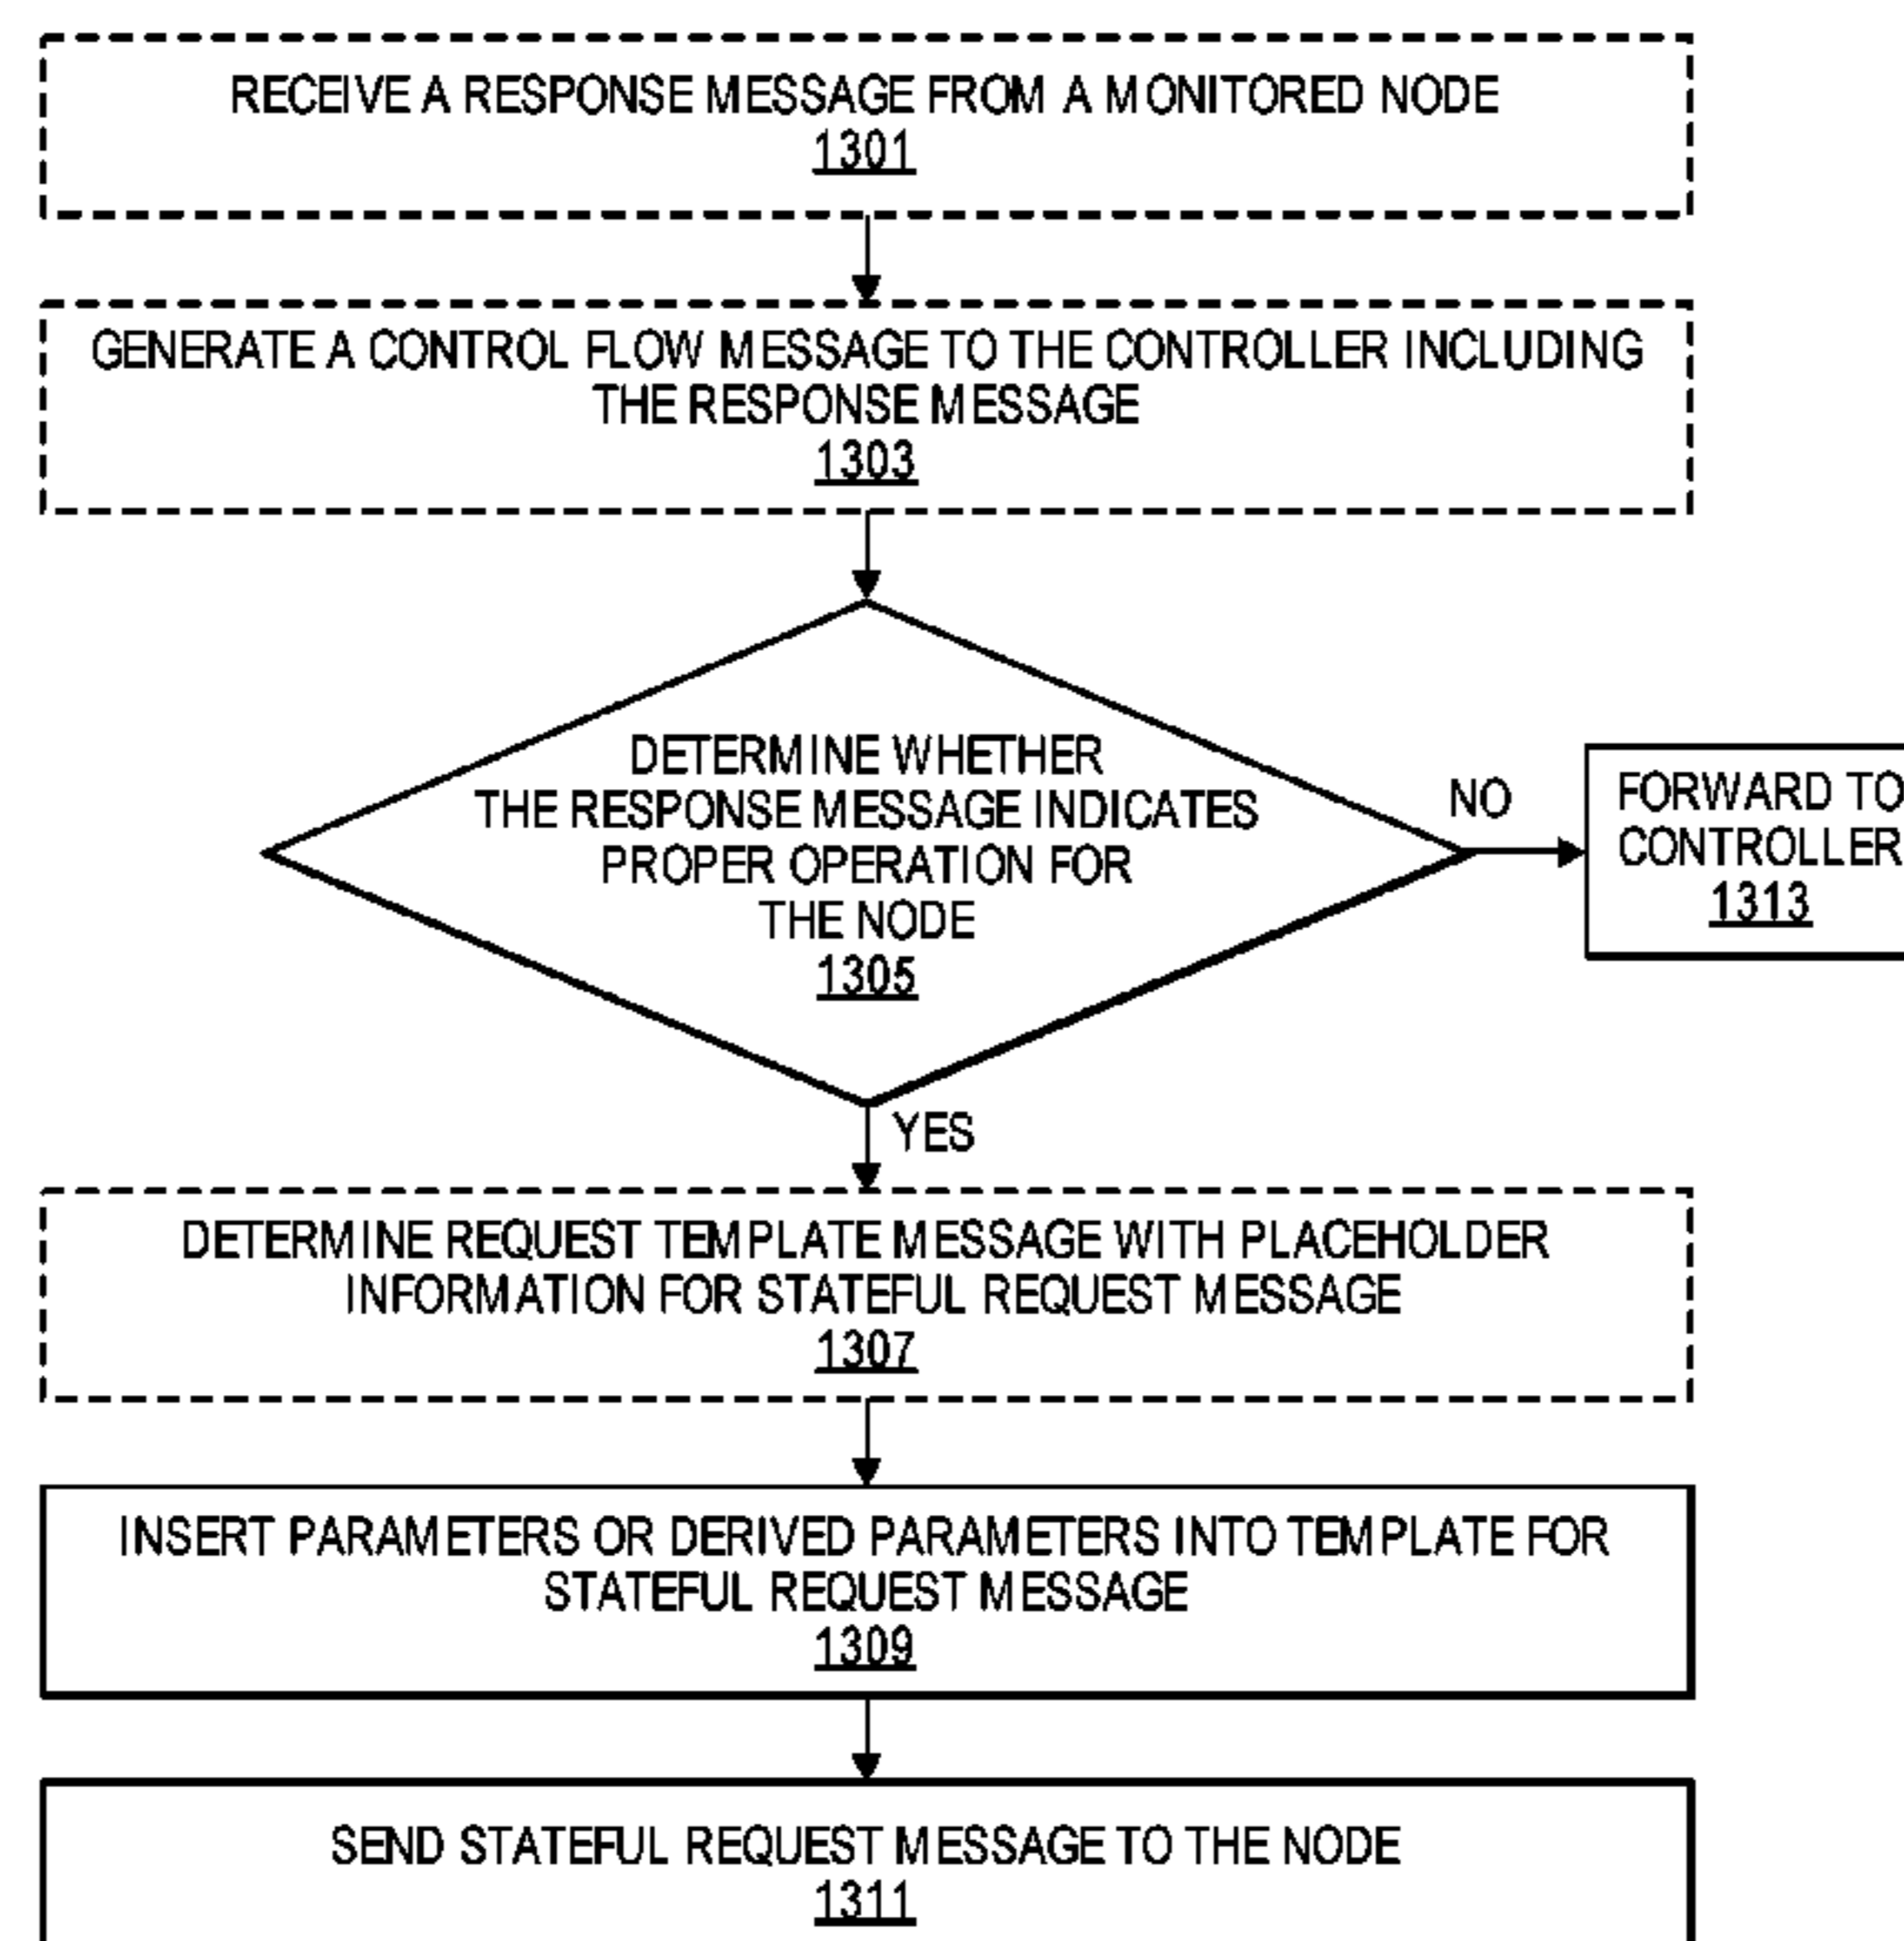 RECEIVE A RESPONSE MESSAGE FROM A MONITORED NODE
1301
GENERATE A CONTROL FLOW MESSAGE TO THE CONTROLLER INCLUDING
THE RESPONSE MESSAGE
1303
DETERMINE WHETHER
THE RESPONSE MESSAGE INDICATES
PROPER OPERATION FOR
THE NODE
1305
NO
FORWARD TO
CONTROLLER
1313
YES
DETERMINE REQUEST TEMPLATE MESSAGE WITH PLACEHOLDER
INFORMATION FOR STATEFUL REQUEST MESSAGE
1307
INSERT PARAMETERS OR DERIVED PARAMETERS INTO TEMPLATE FOR
STATEFUL REQUEST MESSAGE
1309
SEND STATEFUL REQUEST MESSAGE TO THE NODE
1311